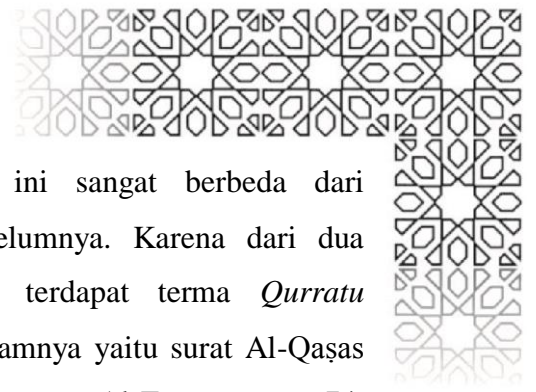 ini sangat berbeda dari
elumnya. Karena dari dua
terdapat terma Qurratu
amnya yaitu surat Al-Qaṣas